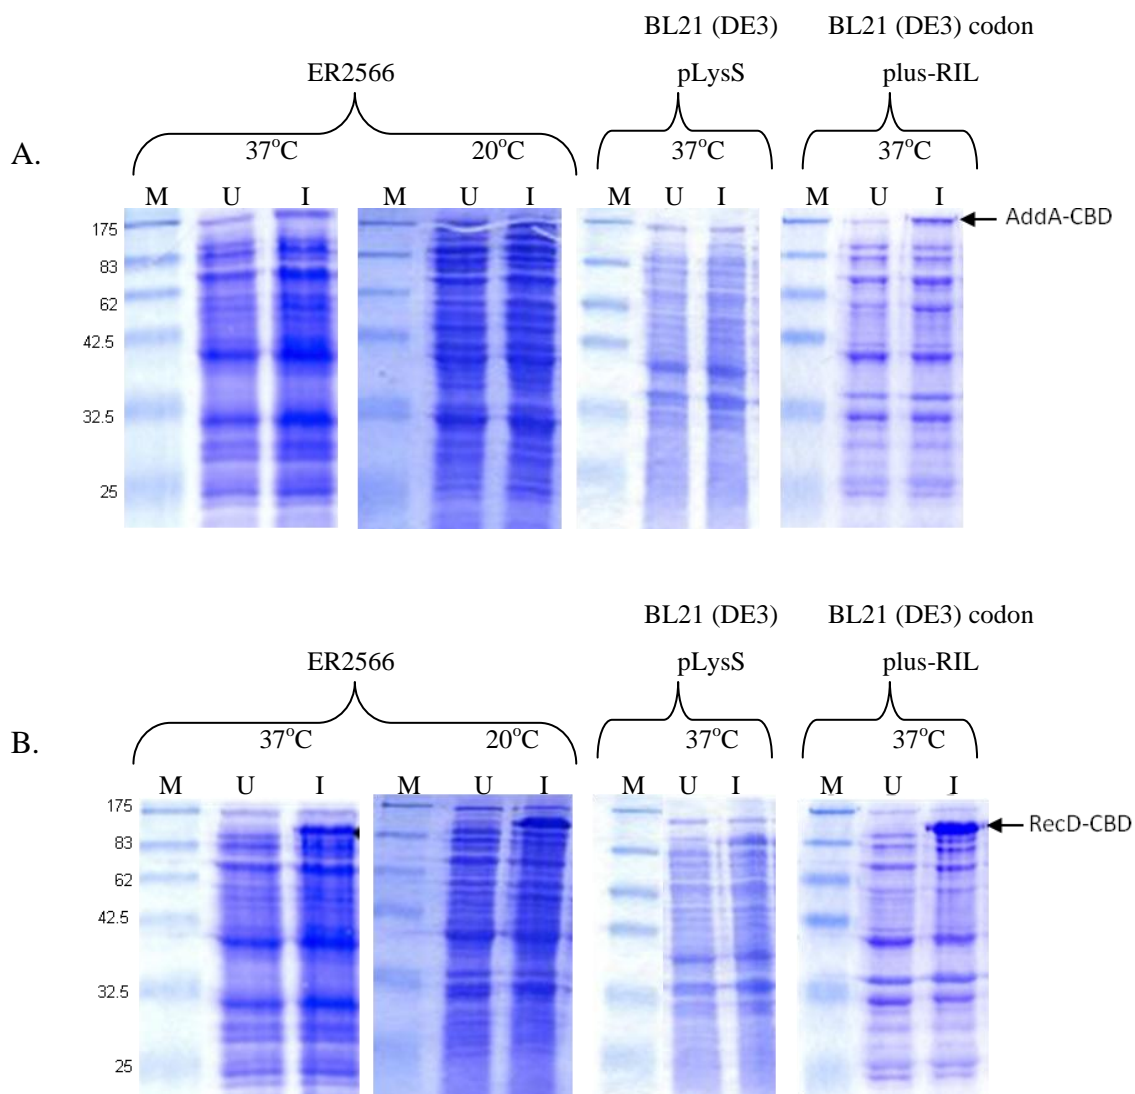 BL21 (DE3) BL21 (DE3) codon
ER2566 pLysS plus-RIL
A.
37°C 20°C 37°C 37°C
M U I M U I M U I M U I
AddA-CBD
175
83
62
42.5
32.5
25
BL21 (DE3) BL21 (DE3) codon
ER2566 pLysS plus-RIL
B.
37°C 20°C 37°C 37°C
M U I M U I M U I M U I
175
RecD-CBD
83
62
42.5
32.5
25